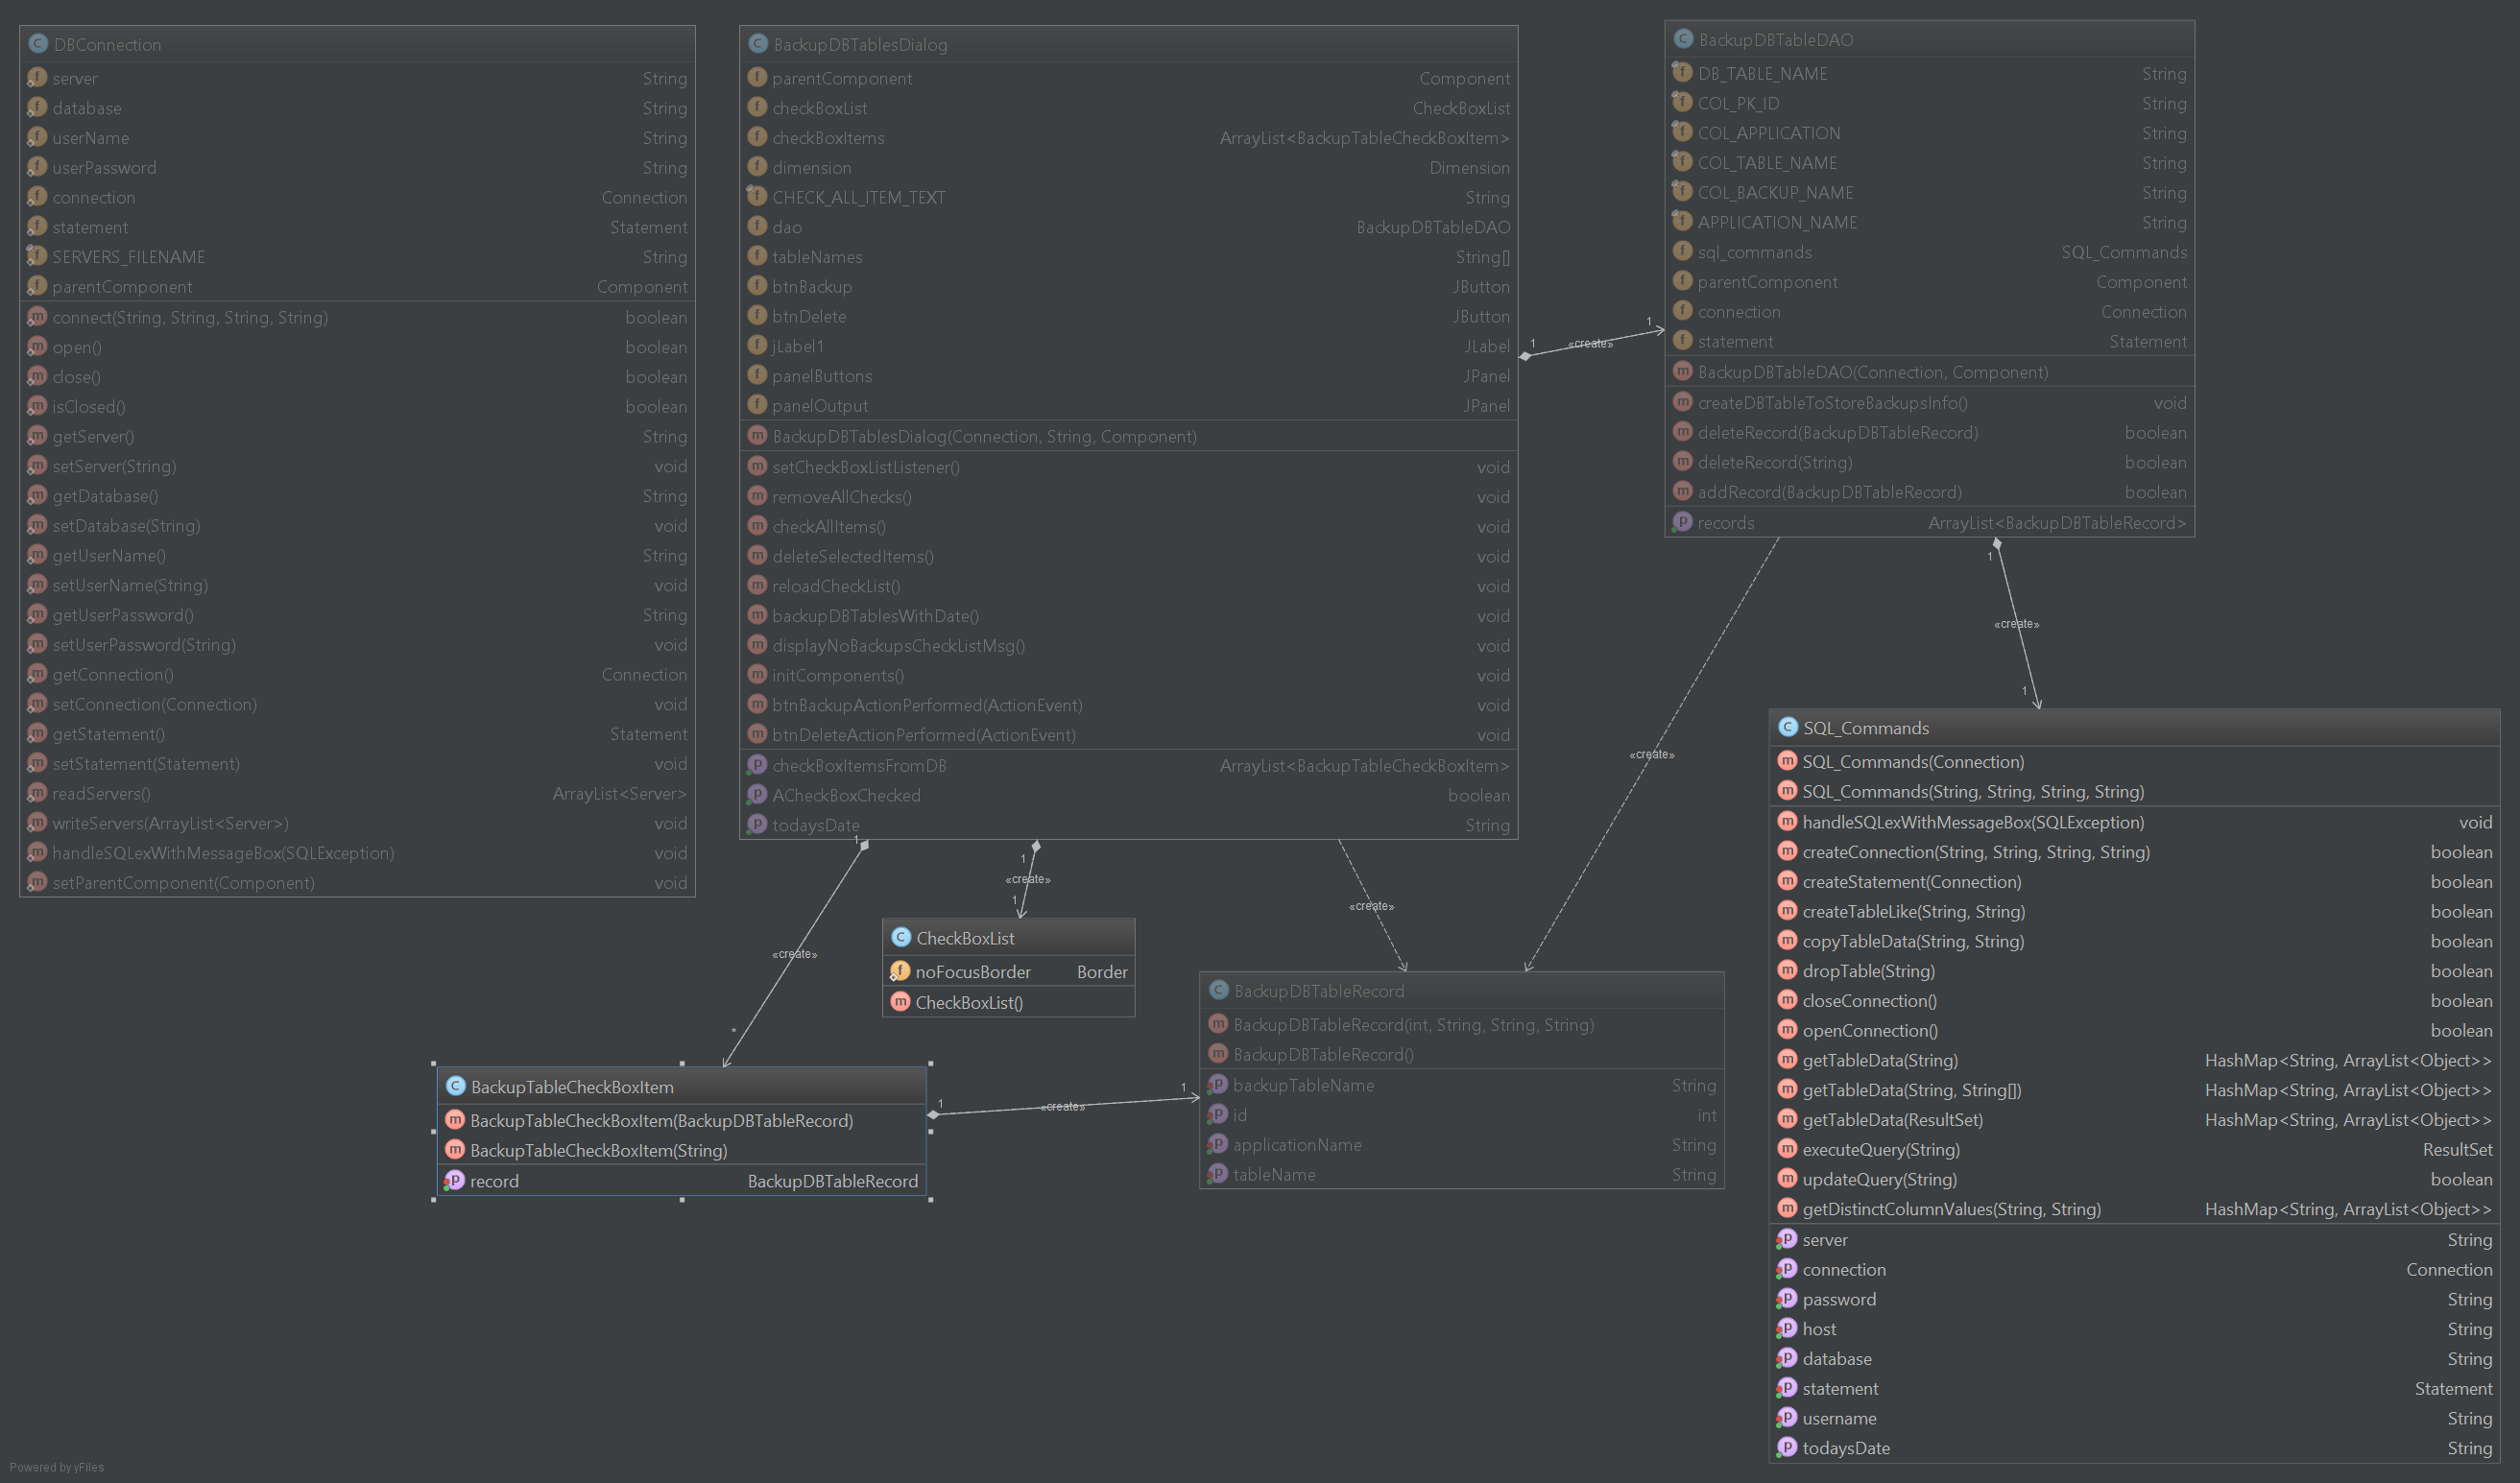 DBConnection
server String
database String
userName String
userPassword String
connection Connection
statement Statement
SERVERS_FILENAME String
parentComponent Component
connect(String, String, String, String) boolean
open() boolean
close() boolean
isClosed() boolean
getServer() String
setServer(String) void
getDatabase() String
setDatabase(String) void
getUserName() String
setUserName(String) void
getUserPassword() String
setUserPassword(String) void
getConnection() Connection
setConnection(Connection) void
getStatement() Statement
setStatement(Statement) void
readServers() ArrayList<Server>
writeServers(ArrayList<Server>) void
handleSQLexWithMessageBox(SQLException) void
setParentComponent(Component) void
BackupDBTablesDialog
parentComponent Component
checkBoxList CheckBoxList
checkBoxItems ArrayList<BackupTableCheckBoxItem>
dimension Dimension
CHECK_ALL_ITEM_TEXT String
dao BackupDBTableDAO
tableNames String[]
btnBackup JButton
btnDelete JButton
jLabel1 JLabel
panelButtons JPanel
panelOutput JPanel
BackupDBTablesDialog(Connection, String, Component)
setCheckBoxListListener() void
removeAllChecks() void
checkAllItems() void
deleteSelectedItems() void
reloadCheckList() void
backupDBTablesWithDate() void
displayNoBackupsCheckListMsg() void
initComponents() void
btnBackupActionPerformed(ActionEvent) void
btnDeleteActionPerformed(ActionEvent) void
checkBoxItemsFromDB ArrayList<BackupTableCheckBoxItem>
ACheckBoxChecked boolean
todaysDate String
1
«create»
1
BackupDBTableDAO
DB_TABLE_NAME String
COL_PK_ID String
COL_APPLICATION String
COL_TABLE_NAME String
COL_BACKUP_NAME String
APPLICATION_NAME String
sql_commands SQL_Commands
parentComponent Component
connection Connection
statement Statement
BackupDBTableDAO(Connection, Component)
createDBTableToStoreBackupsInfo() void
deleteRecord(BackupDBTableRecord) boolean
deleteRecord(String) boolean
addRecord(BackupDBTableRecord) boolean
records ArrayList<BackupDBTableRecord>
1
«create»
1
«create»
SQL_Commands
SQL_Commands(Connection)
SQL_Commands(String, String, String, String)
handleSQLexWithMessageBox(SQLException) void
createConnection(String, String, String, String) boolean
createStatement(Connection) boolean
createTableLike(String, String) boolean
copyTableData(String, String) boolean
dropTable(String) boolean
closeConnection() boolean
openConnection() boolean
getTableData(String) HashMap<String, ArrayList<Object>>
getTableData(String, String[]) HashMap<String, ArrayList<Object>>
getTableData(ResultSet) HashMap<String, ArrayList<Object>>
executeQuery(String) ResultSet
updateQuery(String) boolean
getDistinctColumnValues(String, String) HashMap<String, ArrayList<Object>>
server String
connection Connection
password String
host String
database String
statement Statement
username String
todaysDate String
1
«create»
*
1
«create»
1
«create»
CheckBoxList
noFocusBorder Border
CheckBoxList()
BackupTableCheckBoxItem
BackupTableCheckBoxItem(BackupDBTableRecord)
BackupTableCheckBoxItem(String)
record BackupDBTableRecord
1
«create»
1
BackupDBTableRecord
BackupDBTableRecord(int, String, String, String)
BackupDBTableRecord()
backupTableName String
id int
applicationName String
tableName String
Powered by yFiles